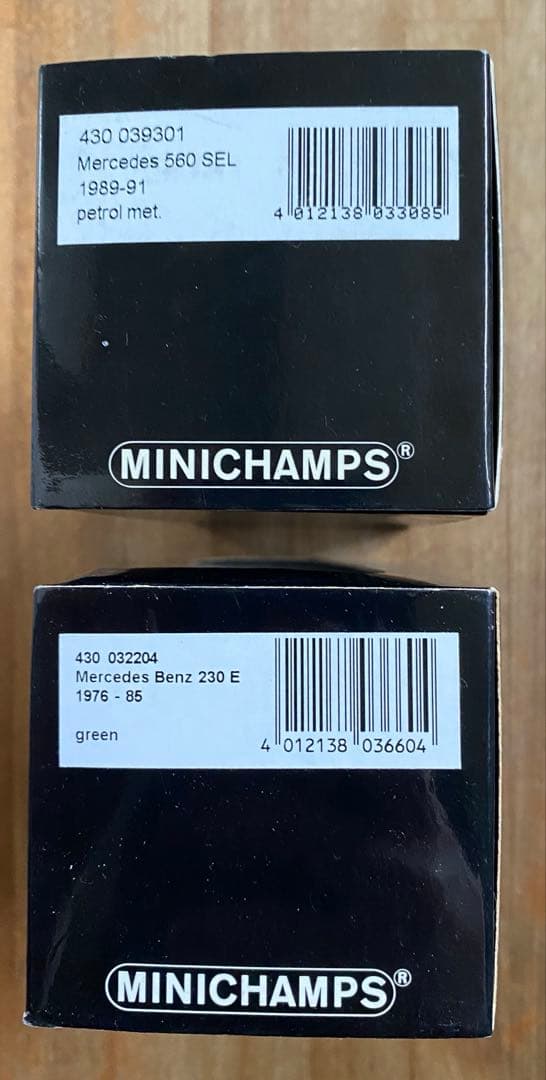 430 039301
Mercedes 560 SEL
1989-91
petrol met.
4 012138 033085
MINICHAMPS®
430 032204
Mercedes Benz 230 E
1976 - 85
green
4 012138 036604
MINICHAMPS®